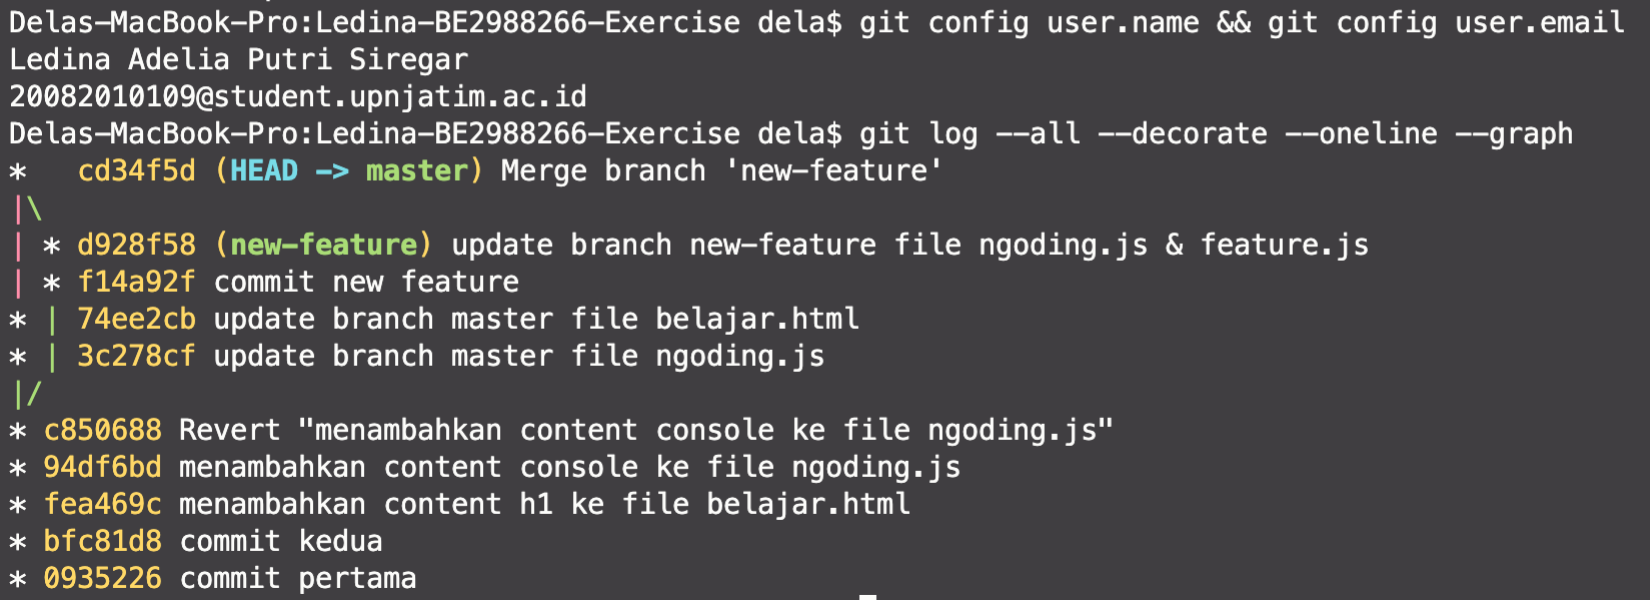 Delas-MacBook-Pro:Ledina-BE2988266-Exercise dela$ git config user.name && git config user.email
Ledina Adelia Putri Siregar
20082010109@student.upnjatim.ac.id
Delas-MacBook-Pro:Ledina-BE2988266-Exercise dela$ git log --all --decorate --oneline --graph
*   cd34f5d (HEAD -> master) Merge branch 'new-feature'
|\
| * d928f58 (new-feature) update branch new-feature file ngoding.js & feature.js
| * f14a92f commit new feature
* | 74ee2cb update branch master file belajar.html
* | 3c278cf update branch master file ngoding.js
|/
* c850688 Revert "menambahkan content console ke file ngoding.js"
* 94df6bd menambahkan content console ke file ngoding.js
* fea469c menambahkan content h1 ke file belajar.html
* bfc81d8 commit kedua
* 0935226 commit pertama